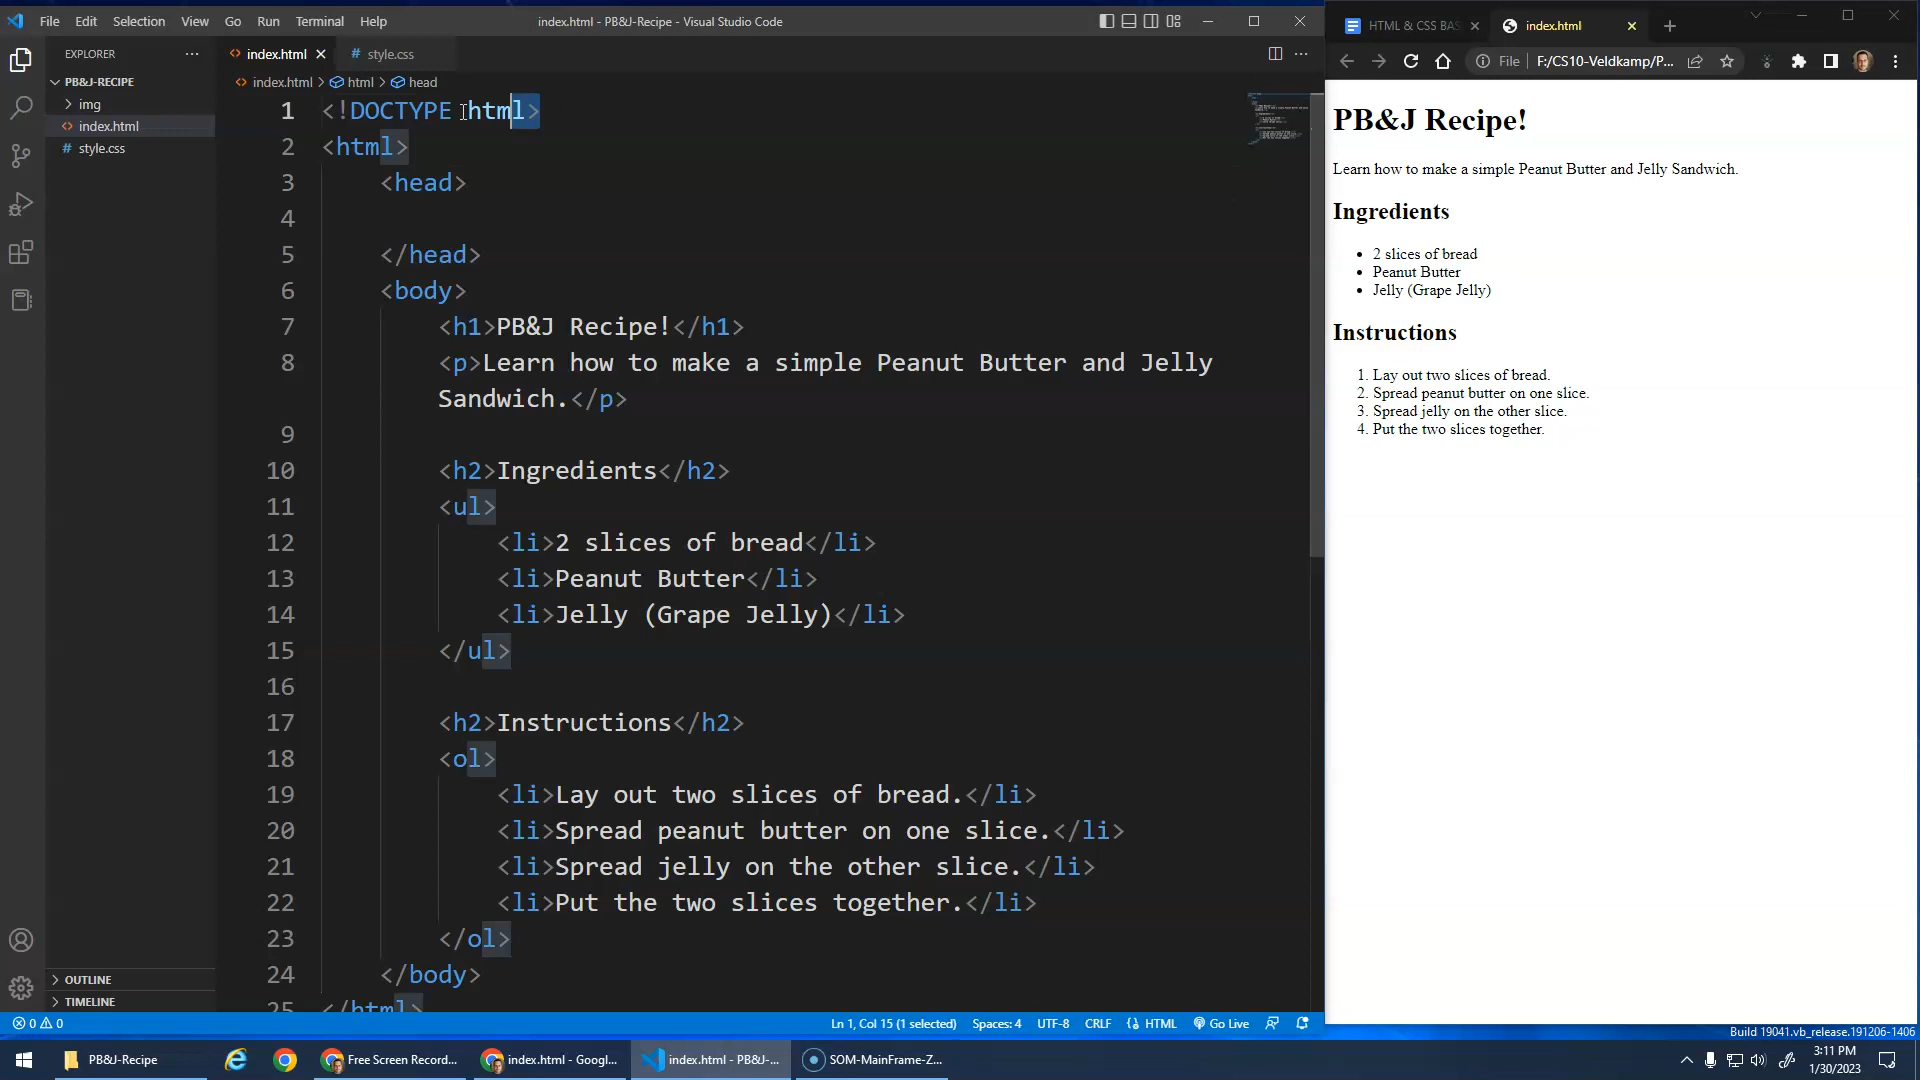 File Edit Selection View Go Run Terminal Help
index.html - PB&J-Recipe - Visual Studio Code
EXPLORER
PB&J-RECIPE
img
index.html
style.css
OUTLINE
TIMELINE
index.html
style.css
index.html > html > head
1 <!DOCTYPE html>
2 <html>
3 <head>
4
5 </head>
6 <body>
7 <h1>PB&J Recipe!</h1>
8 <p>Learn how to make a simple Peanut Butter and Jelly
Sandwich.</p>
9
10 <h2>Ingredients</h2>
11 <ul>
12 <li>2 slices of bread</li>
13 <li>Peanut Butter</li>
14 <li>Jelly (Grape Jelly)</li>
15 </ul>
16
17 <h2>Instructions</h2>
18 <ol>
19 <li>Lay out two slices of bread.</li>
20 <li>Spread peanut butter on one slice.</li>
21 <li>Spread jelly on the other slice.</li>
22 <li>Put the two slices together.</li>
23 </ol>
24 </body>
25 </html>
0 0
Ln 1, Col 15 (1 selected) Spaces: 4 UTF-8 CRLF HTML Go Live
HTML & CSS BAS
index.html
File F:/CS10-Veldkamp/P...
PB&J Recipe!
Learn how to make a simple Peanut Butter and Jelly Sandwich.
Ingredients
• 2 slices of bread
• Peanut Butter
• Jelly (Grape Jelly)
Instructions
1. Lay out two slices of bread.
2. Spread peanut butter on one slice.
3. Spread jelly on the other slice.
4. Put the two slices together.
Build 19041.vb_release.191206-1406
PB&J-Recipe
Free Screen Record...
index.html - Googl...
index.html - PB&J-...
SOM-MainFrame-Z...
3:11 PM
1/30/2023